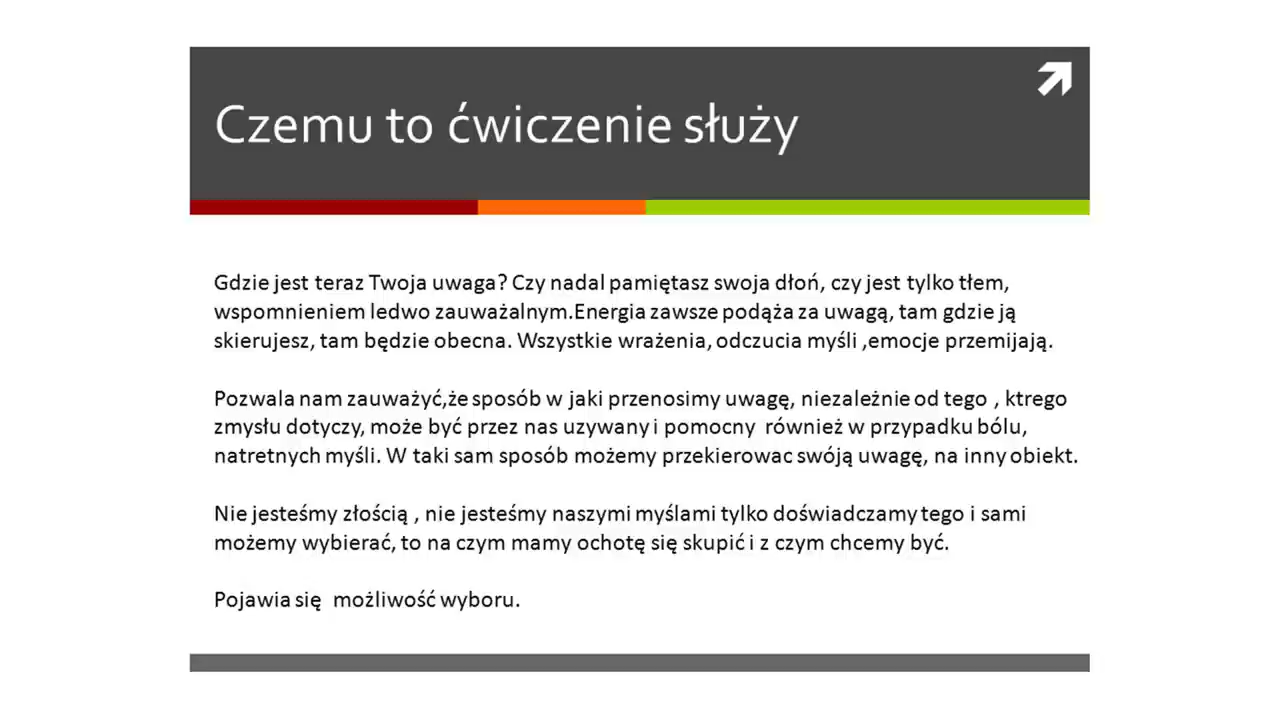 Czemu to ćwiczenie służy
Gdzie jest teraz Twoja uwaga? Czy nadal pamiętasz swoja dłoń, czy jest tylko tłem,
wspomnieniem ledwo zauważalnym.Energia zawsze podąża za uwagą, tam gdzie ją
skierujesz, tam będzie obecna. Wszystkie wrażenia, odczucia myśli ,emocje przemijają.
Pozwala nam zauważyć,że sposób w jaki przenosimy uwagę, niezależnie od tego , ktrego
zmysłu dotyczy, może być przez nas uzywany i pomocny  również w przypadku bólu,
natretnych myśli. W taki sam sposób możemy przekierowac swóją uwagę, na inny obiekt.
Nie jesteśmy złością , nie jesteśmy naszymi myślami tylko doświadczamy tego i sami
możemy wybierać, to na czym mamy ochotę się skupić i z czym chcemy być.
Pojawia się  możliwość wyboru.